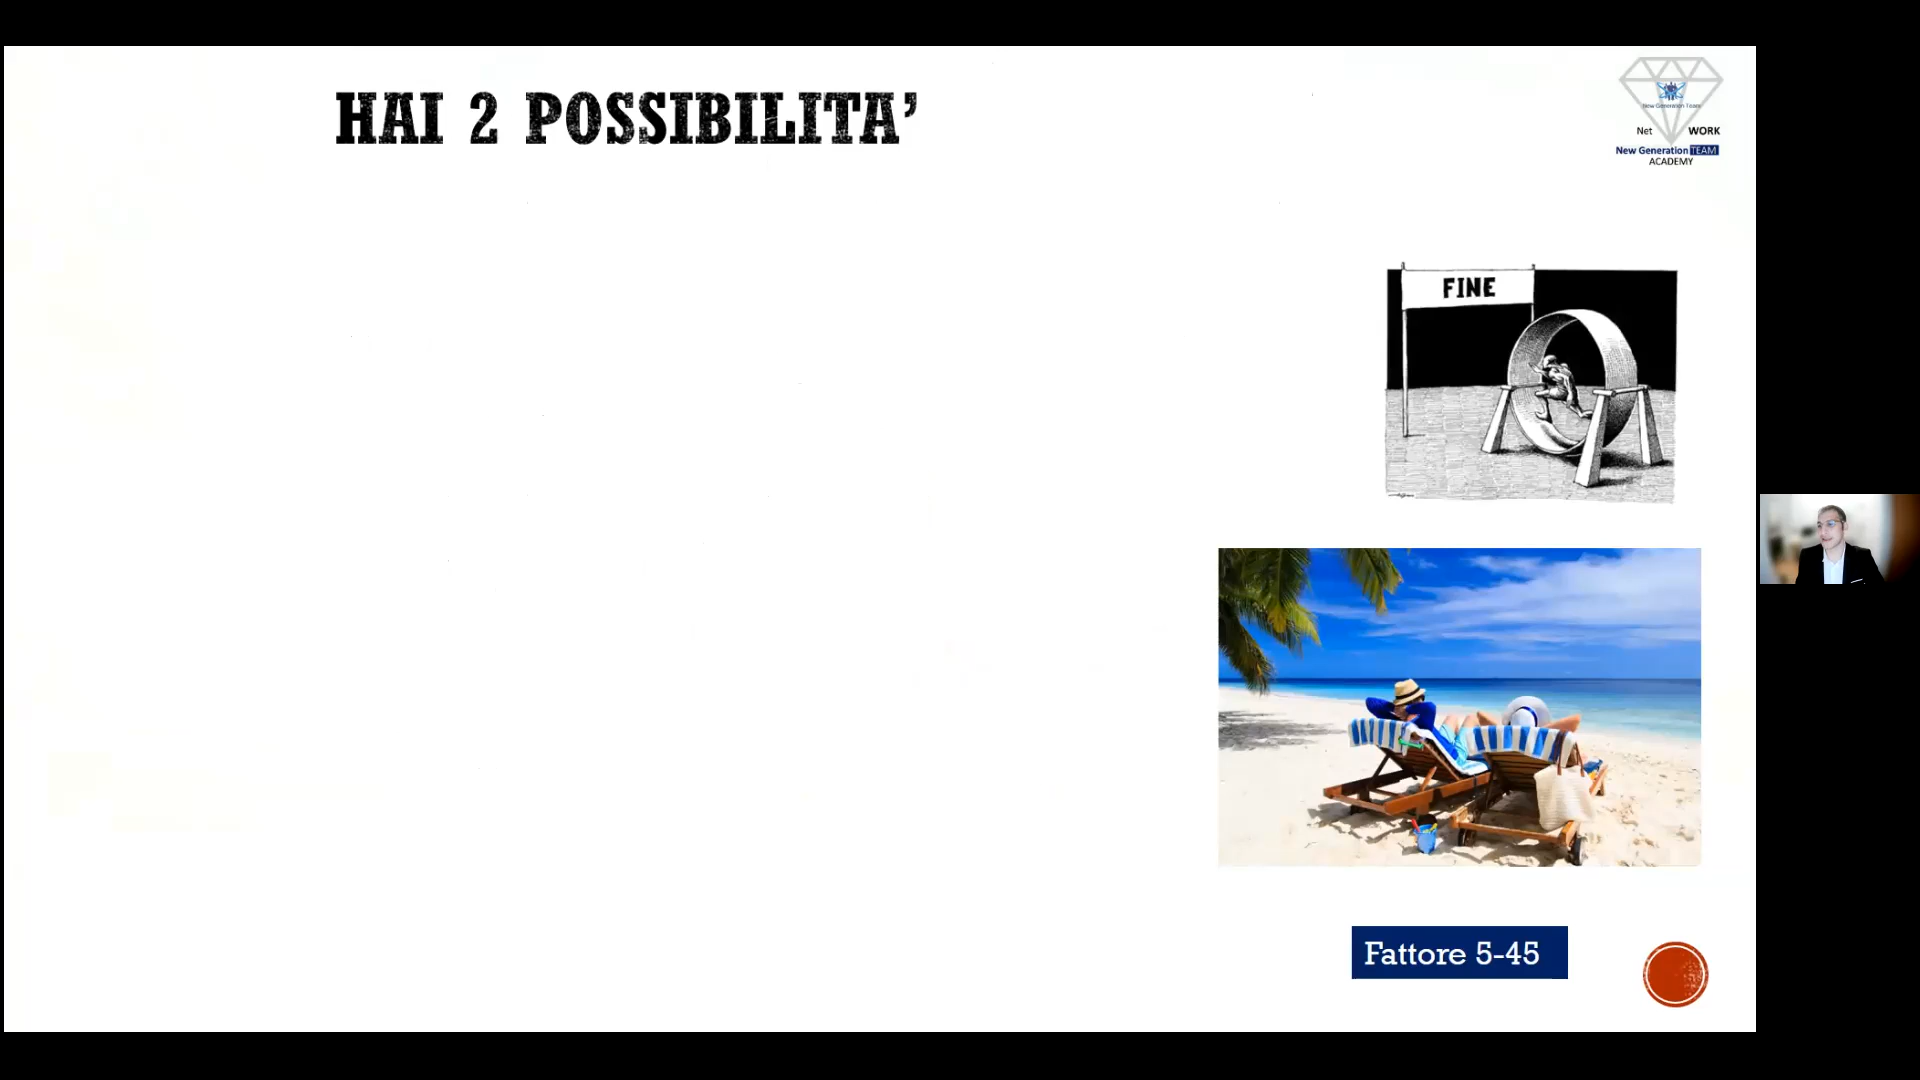 HAI 2 POSSIBILITA’
New Generation Team
Net WORK
New Generation TEAM
ACADEMY
FINE
Fattore 5-45